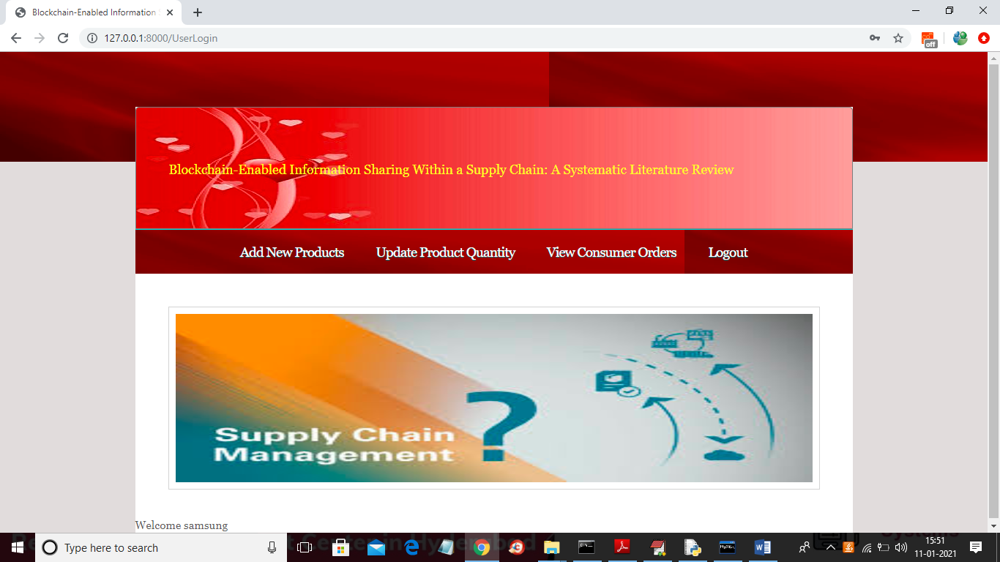 Blockchain-Enabled Information
127.0.0.1:8000/UserLogin
off
Blockchain-Enabled Information Sharing Within a Supply Chain: A Systematic Literature Review
Add New Products Update Product Quantity View Consumer Orders Logout
Supply Chain
Management
?
Welcome samsung
Type here to search
Systems
15:51
11-01-2021